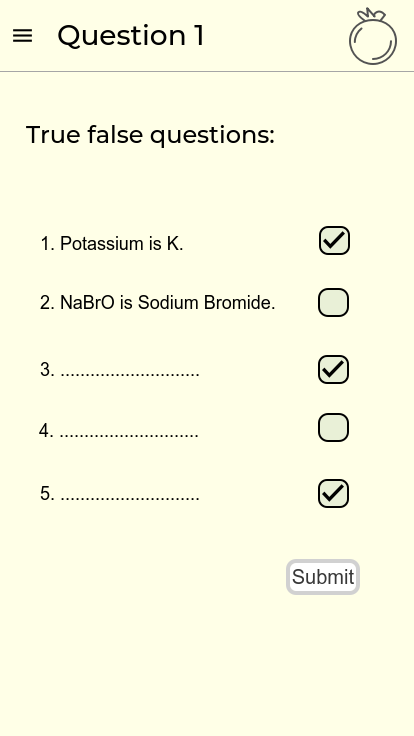 Question 1
True false questions:
1. Potassium is K.
2. NaBrO is Sodium Bromide.
3. ............................
4. ............................
5. ............................
Submit